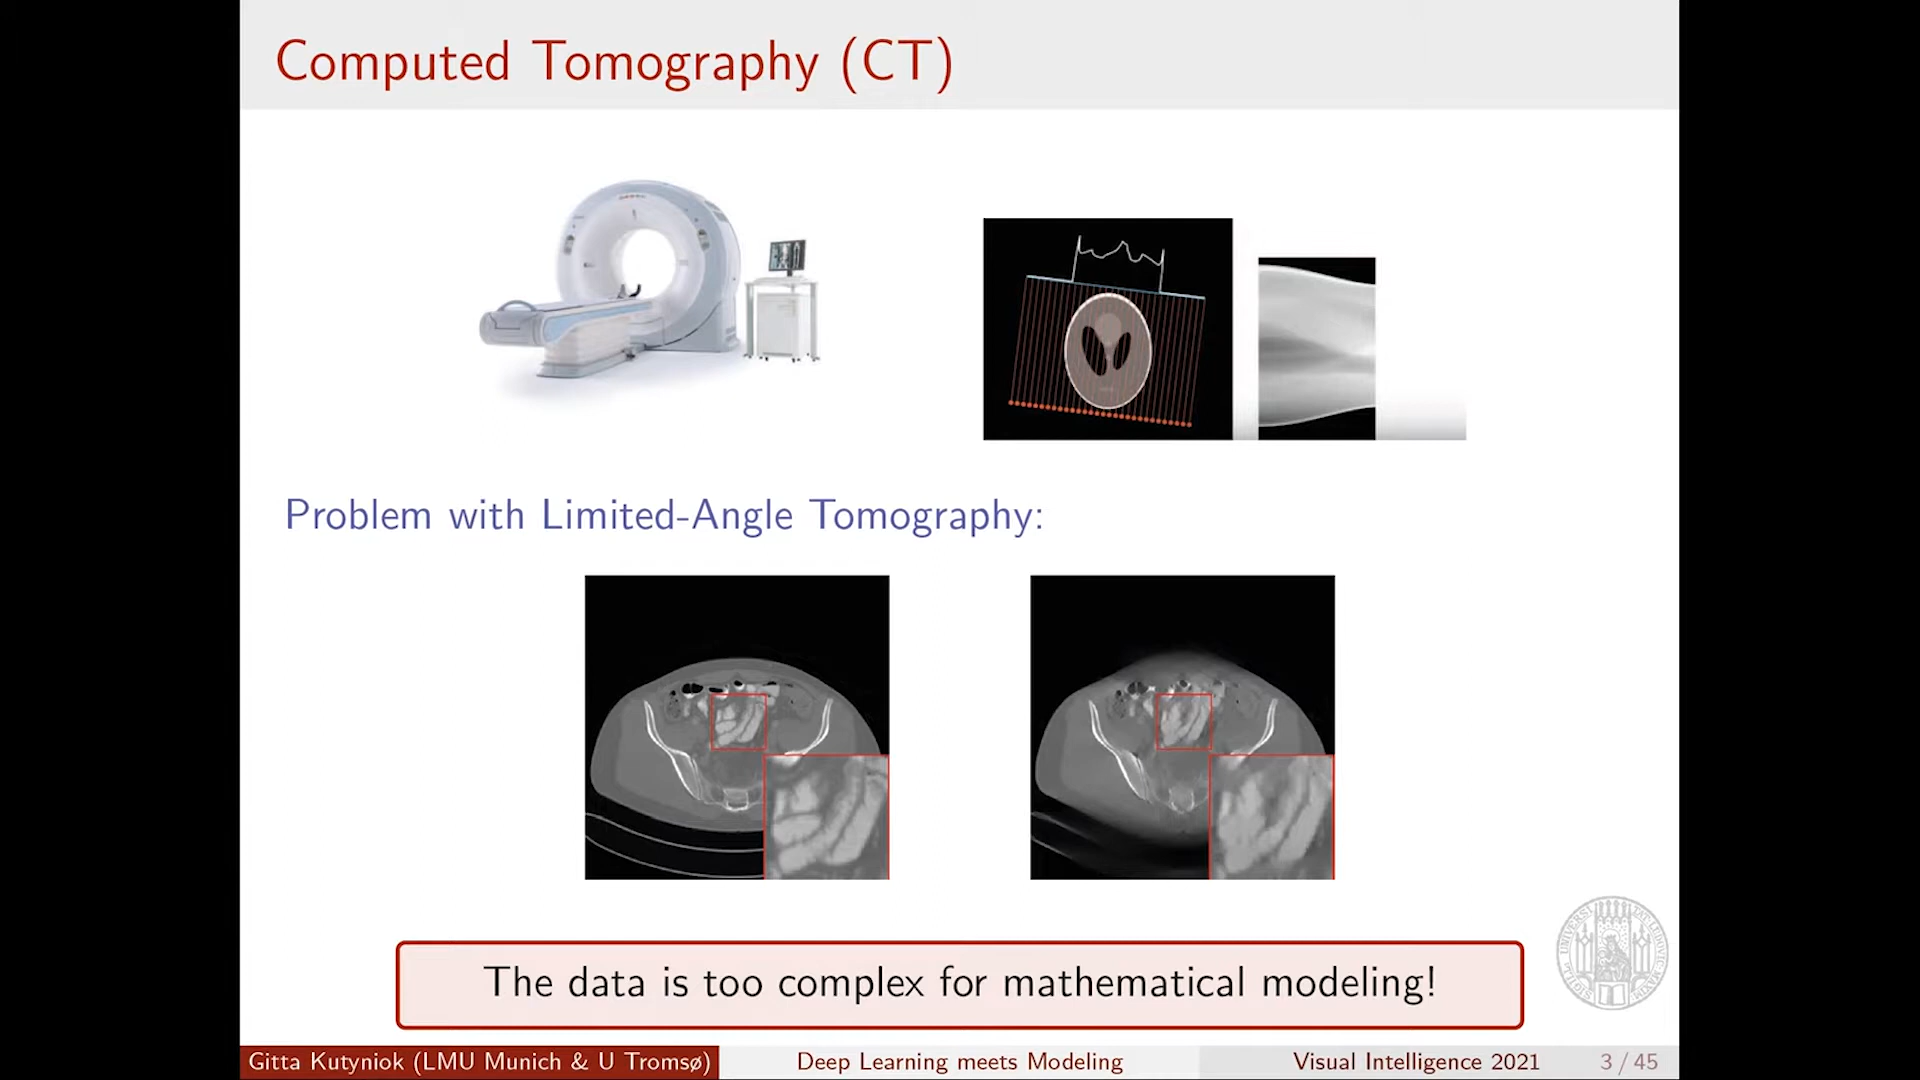 Computed Tomography (CT)
Problem with Limited-Angle Tomography:
The data is too complex for mathematical modeling!
Gitta Kutyniok (LMU Munich & U Tromsø)
Deep Learning meets Modeling
Visual Intelligence 2021
3 / 45